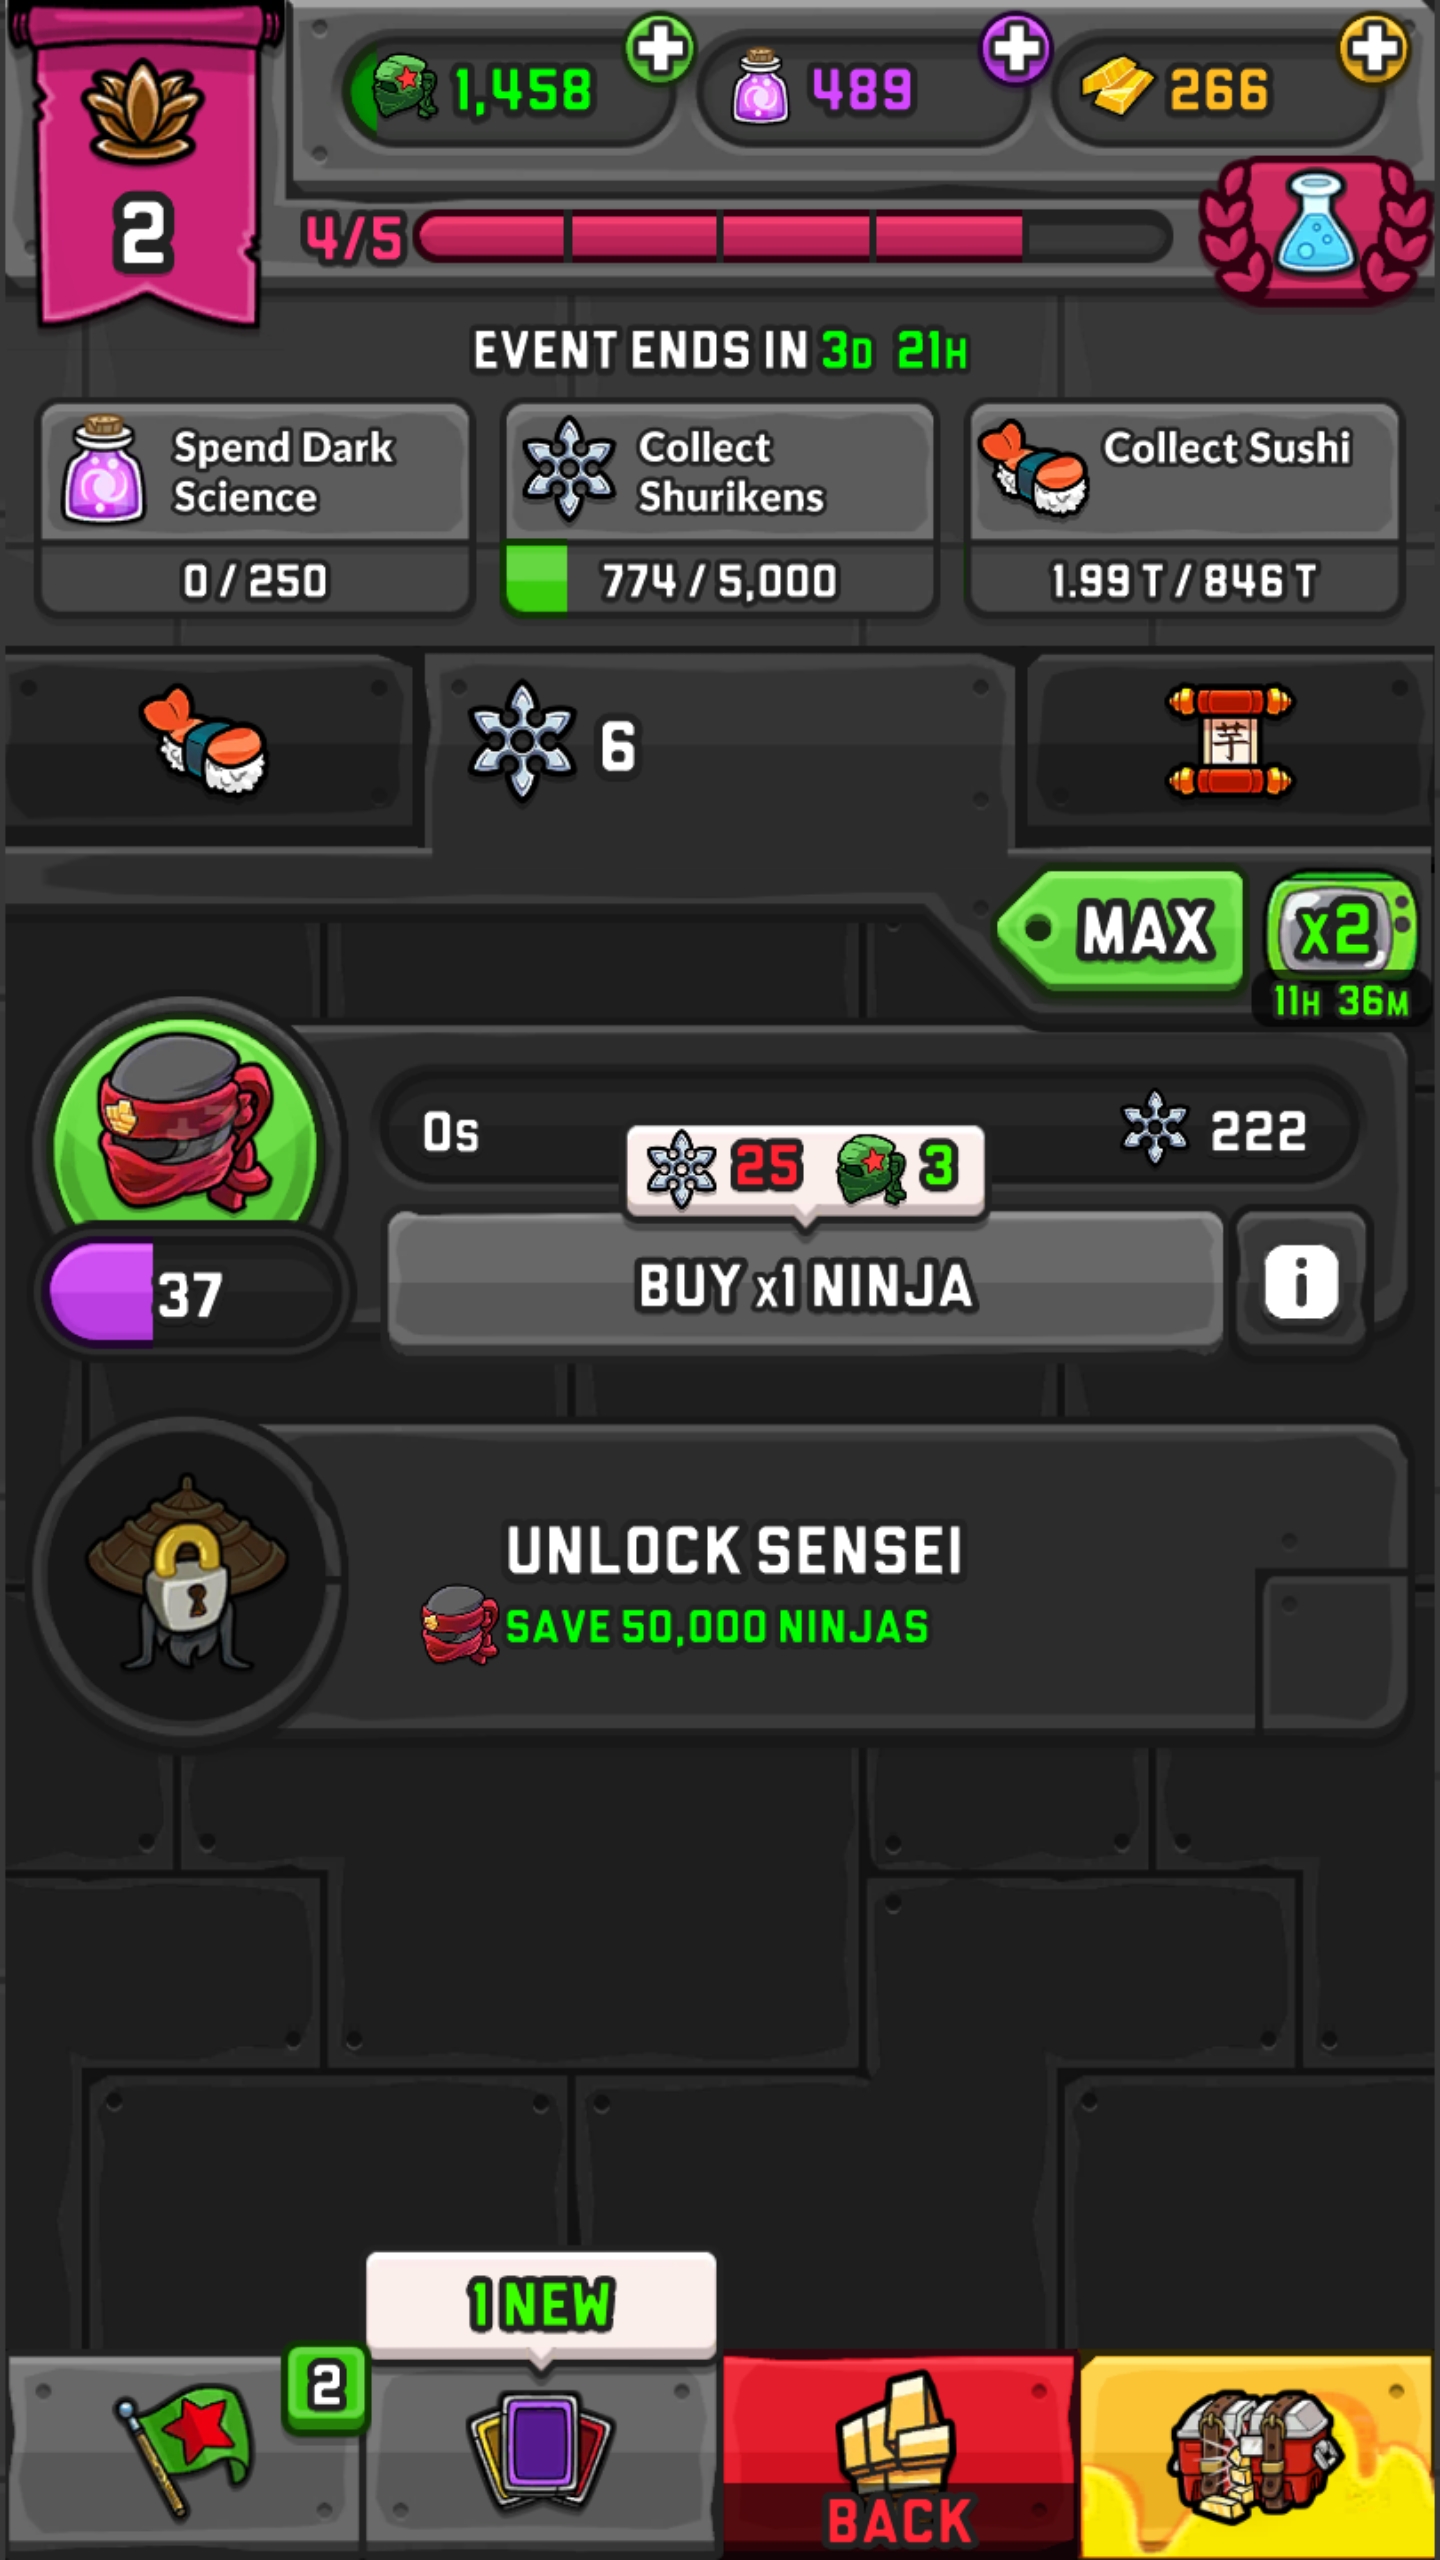 1,458
489
266
2
4/5
EVENT ENDS IN 3D 21H
Spend Dark
Science
0 / 250
Collect
Shurikens
774 / 5,000
Collect Sushi
1.99 T / 846 T
6
芋
MAX
x2
11H 36M
0s
222
25
3
37
BUY x1 NINJA
i
UNLOCK SENSEI
SAVE 50,000 NINJAS
1 NEW
2
BACK